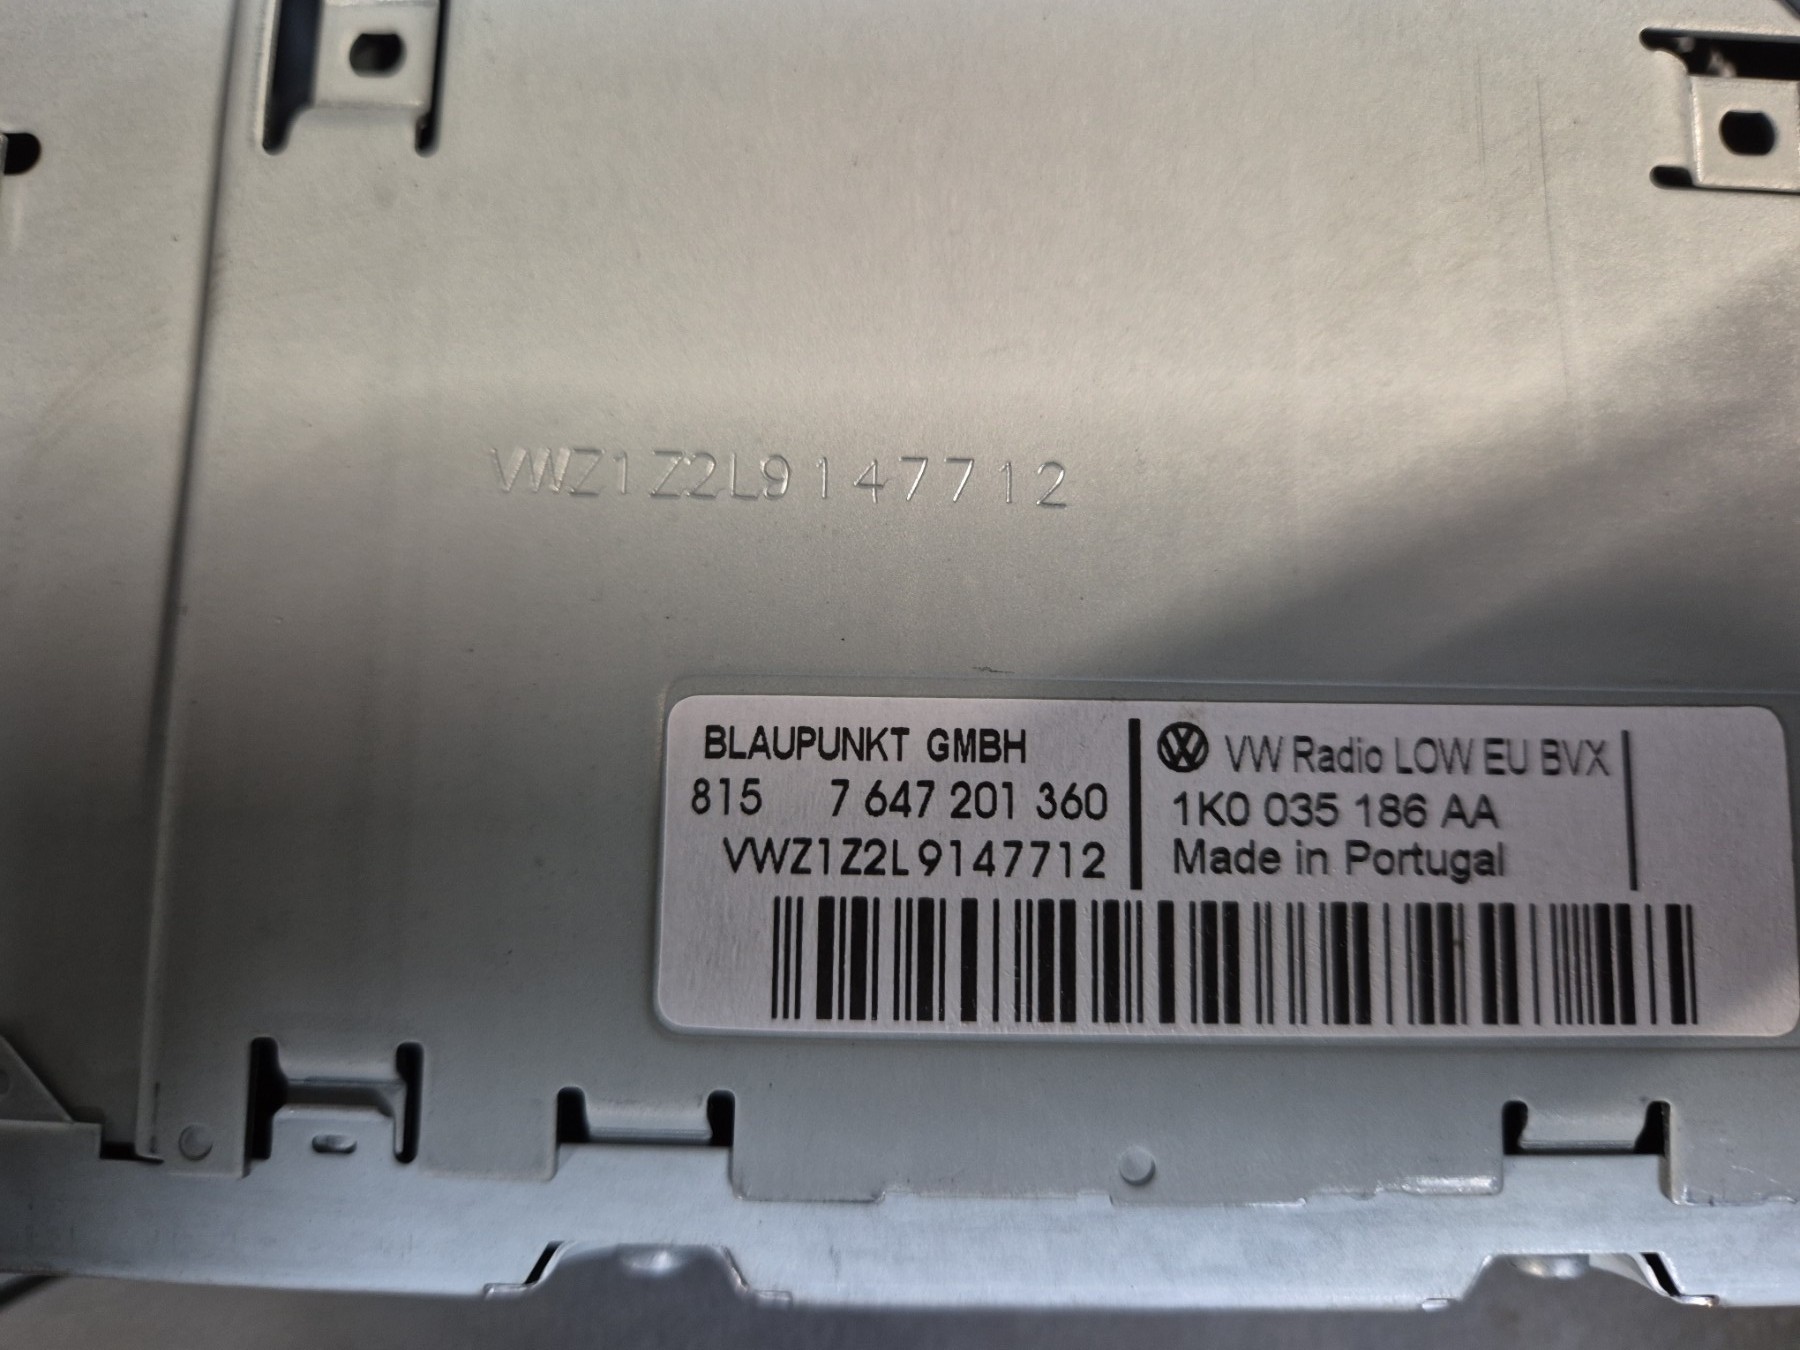 VWZ1Z2L9147712
BLAUPUNKT GMBH
815 7 647 201 360
VWZ1Z2L9147712
VW Radio LOW EU BVX
1K0 035 186 AA
Made in Portugal